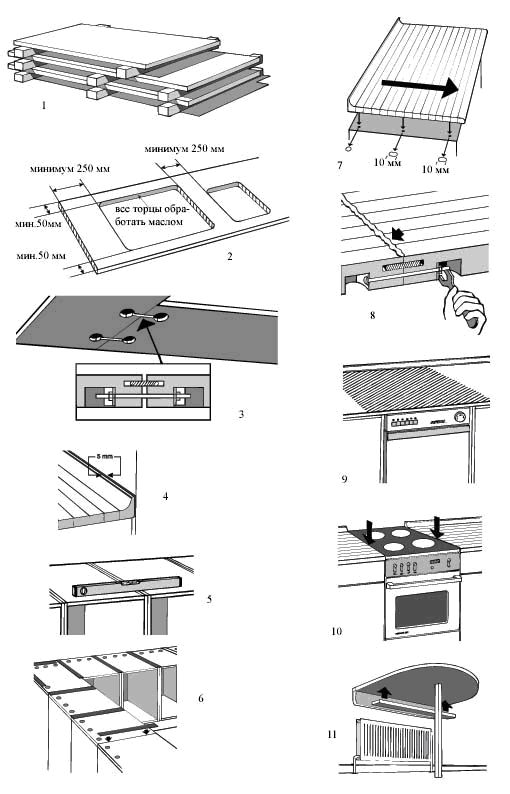 1
минимум 250 мм
минимум 250 мм
мин.50мм
все торцы обра-
ботать маслом
мин.50 мм
2
3
5 mm
4
5
6
7
10 мм
10 мм
8
9
10
11